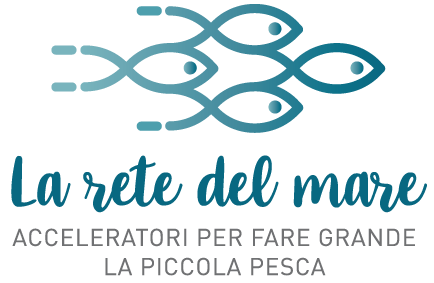 La rete del mare
ACCELERATORI PER FARE GRANDE
LA PICCOLA PESCA